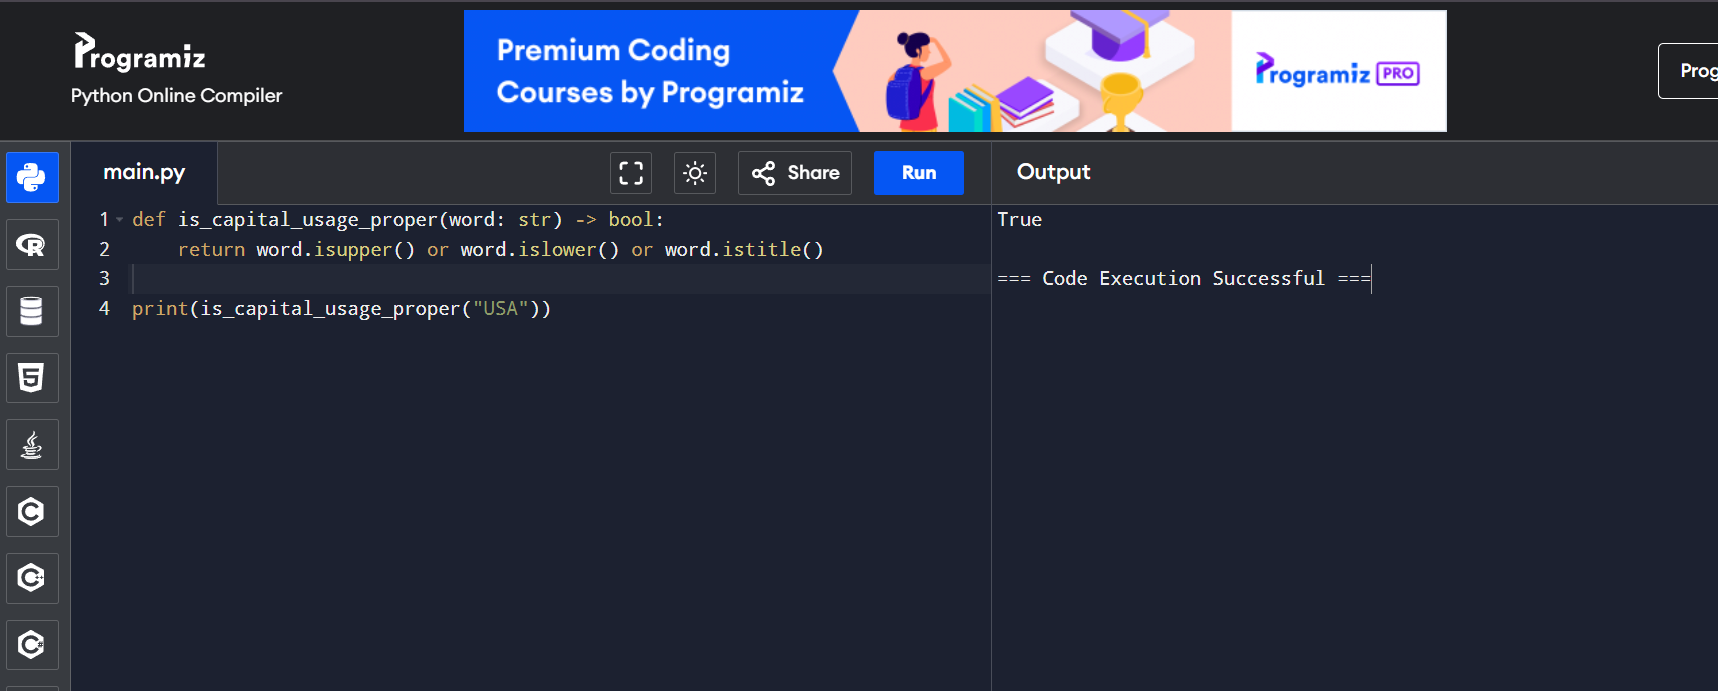 Programiz
Python Online Compiler
Premium Coding
Courses by Programiz
Programiz PRO
Prog
main.py
Share
Run
Output
1 def is_capital_usage_proper(word: str) -> bool:
2     return word.isupper() or word.islower() or word.istitle()
3
4 print(is_capital_usage_proper("USA"))
True
=== Code Execution Successful ===